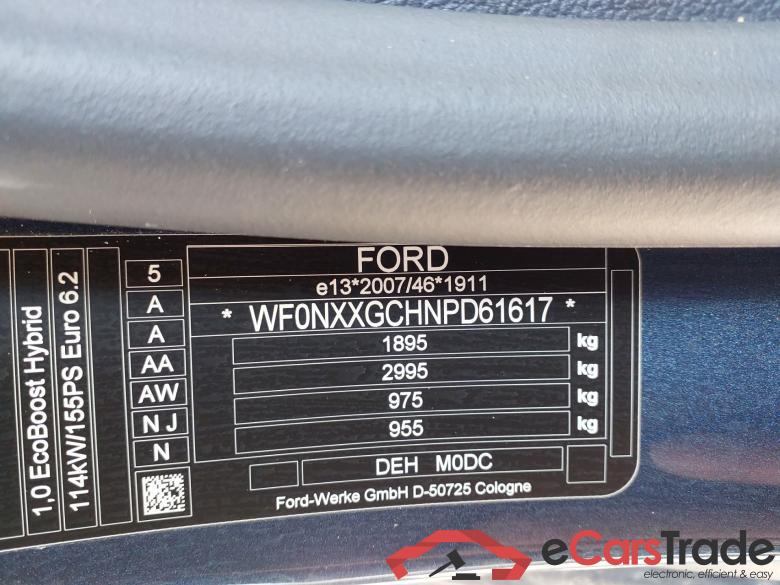 1,0 EcoBoost Hybrid
114kW/155PS Euro 6.2
5
A
A
AA
AW
N J
N
FORD
e13*2007/46*1911
* WF0NXXGCHNPD61617 *
1895 kg
2995 kg
975 kg
955 kg
DEH M0DC
Ford-Werke GmbH D-50725 Cologne
eCarsTrade
electronic, efficient & easy